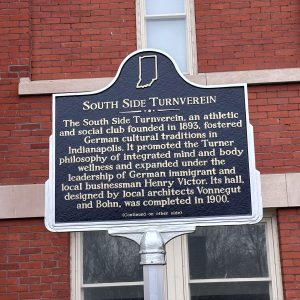 SOUTH SIDE TURNVEREIN
The South Side Turnverein, an athletic
and social club founded in 1893, fostered
German cultural traditions in
Indianapolis. It promoted the Turner
philosophy of integrated mind and body
wellness and expanded under the
leadership of German immigrant and
local businessman Henry Victor. Its hall,
designed by local architects Vonnegut
and Bohn, was completed in 1900.
(Continued on other side)